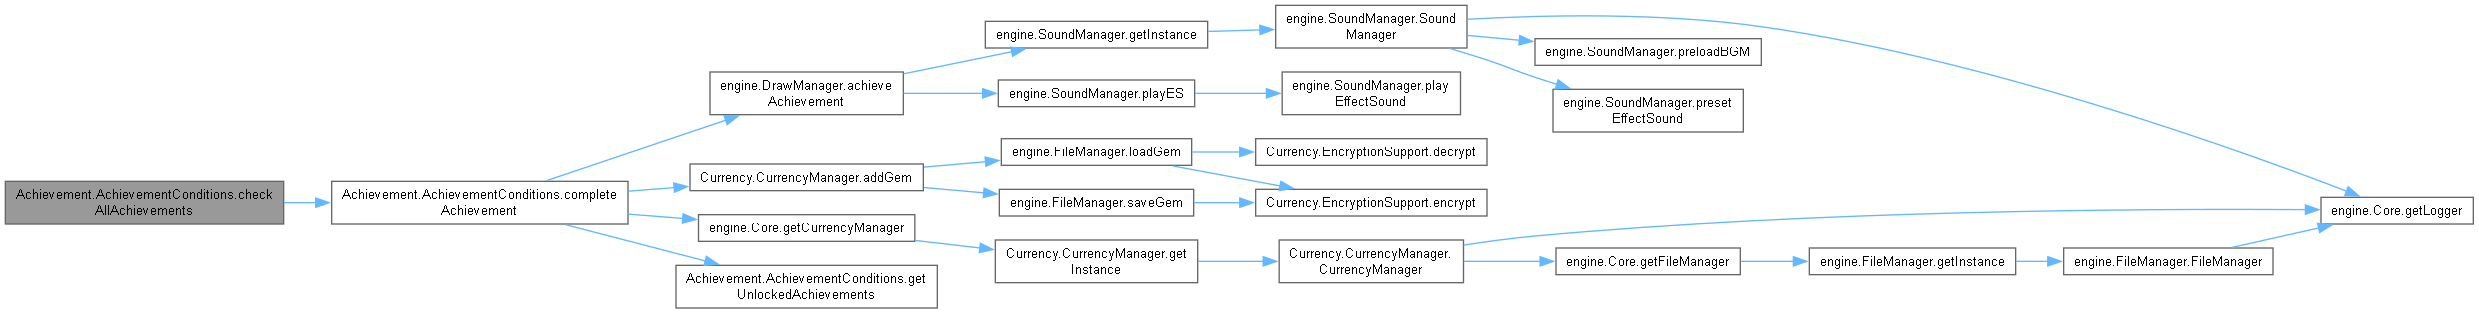 Achievement.AchievementConditions.check
AllAchievements
Achievement.AchievementConditions.complete
Achievement
engine.DrawManager.achieve
Achievement
engine.SoundManager.getInstance
engine.SoundManager.Sound
Manager
engine.SoundManager.preloadBGM
engine.SoundManager.preset
EffectSound
engine.SoundManager.playES
engine.SoundManager.play
EffectSound
Currency.CurrencyManager.addGem
engine.FileManager.loadGem
Currency.EncryptionSupport.decrypt
engine.FileManager.saveGem
Currency.EncryptionSupport.encrypt
engine.Core.getCurrencyManager
Currency.CurrencyManager.get
Instance
Currency.CurrencyManager.
CurrencyManager
engine.Core.getFileManager
engine.FileManager.getInstance
engine.FileManager.FileManager
engine.Core.getLogger
Achievement.AchievementConditions.get
UnlockedAchievements